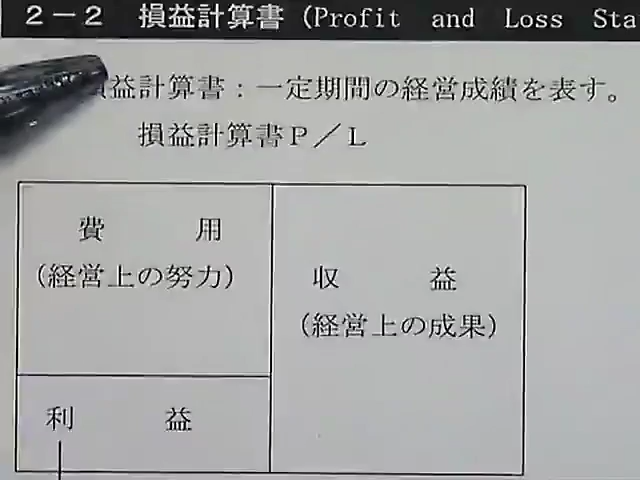 ２－２ 損益計算書（Profit and Loss Sta
益計算書：一定期間の経営成績を表す。
損益計算書Ｐ／Ｌ
費用
（経営上の努力）
収益
（経営上の成果）
利益